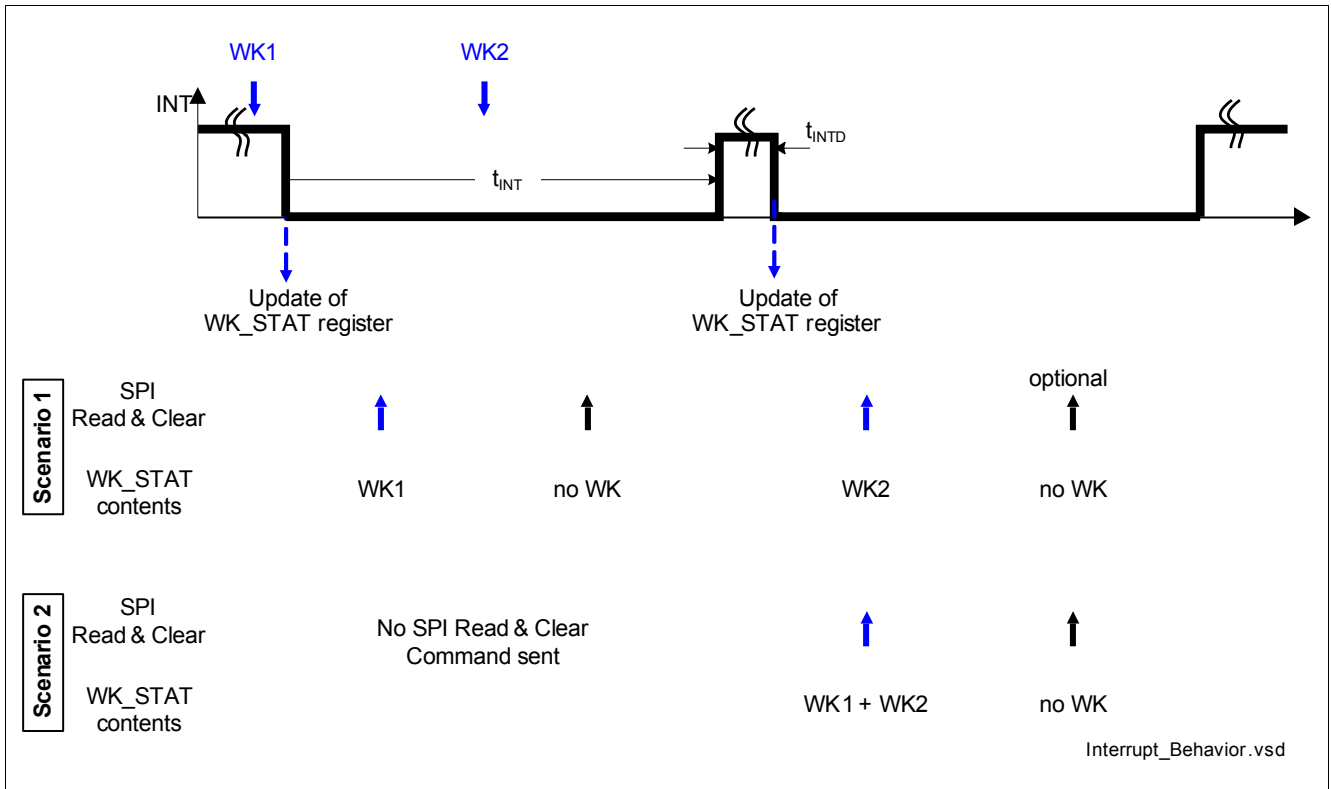 WK1
WK2
INT
tINTD
tINT
Update of
WK_STAT register
Update of
WK_STAT register
Scenario 1
SPI
Read & Clear
optional
WK_STAT
contents
WK1
no WK
WK2
no WK
Scenario 2
SPI
Read & Clear
No SPI Read & Clear
Command sent
WK_STAT
contents
WK1 + WK2
no WK
Interrupt_Behavior.vsd